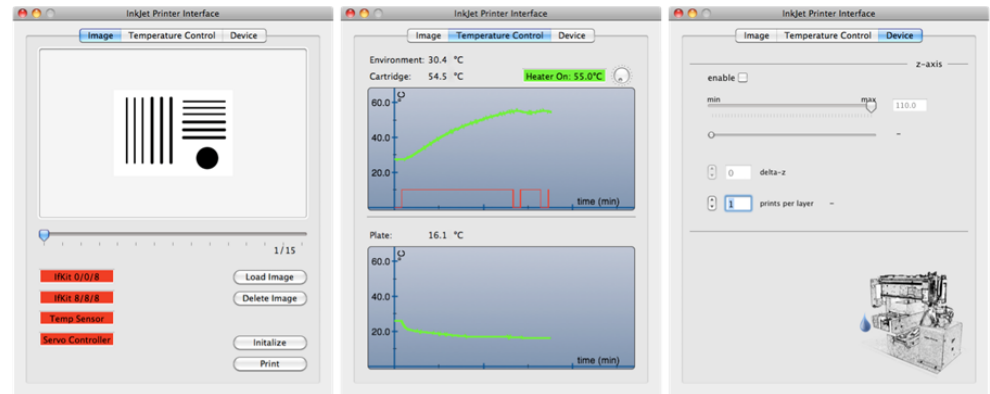 InkJet Printer Interface
Image Temperature Control Device
1/15
IfKit 0/0/8
Load Image
IfKit 8/8/8
Delete Image
Temp Sensor
Servo Controller
Initalize
Print
InkJet Printer Interface
Image Temperature Control Device
Environment: 30.4 °C
Cartridge: 54.5 °C Heater On: 55.0°C
°C
60.0
40.0
20.0
time (min)
Plate: 16.1 °C
°C
60.0
40.0
20.0
time (min)
InkJet Printer Interface
Image Temperature Control Device
z-axis
enable
min max 110.0
-
0 delta-z
1 prints per layer -